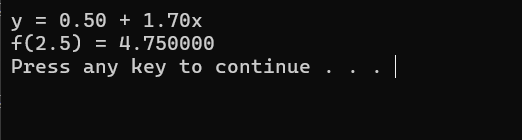 y = 0.50 + 1.70x
f(2.5) = 4.750000
Press any key to continue . . .